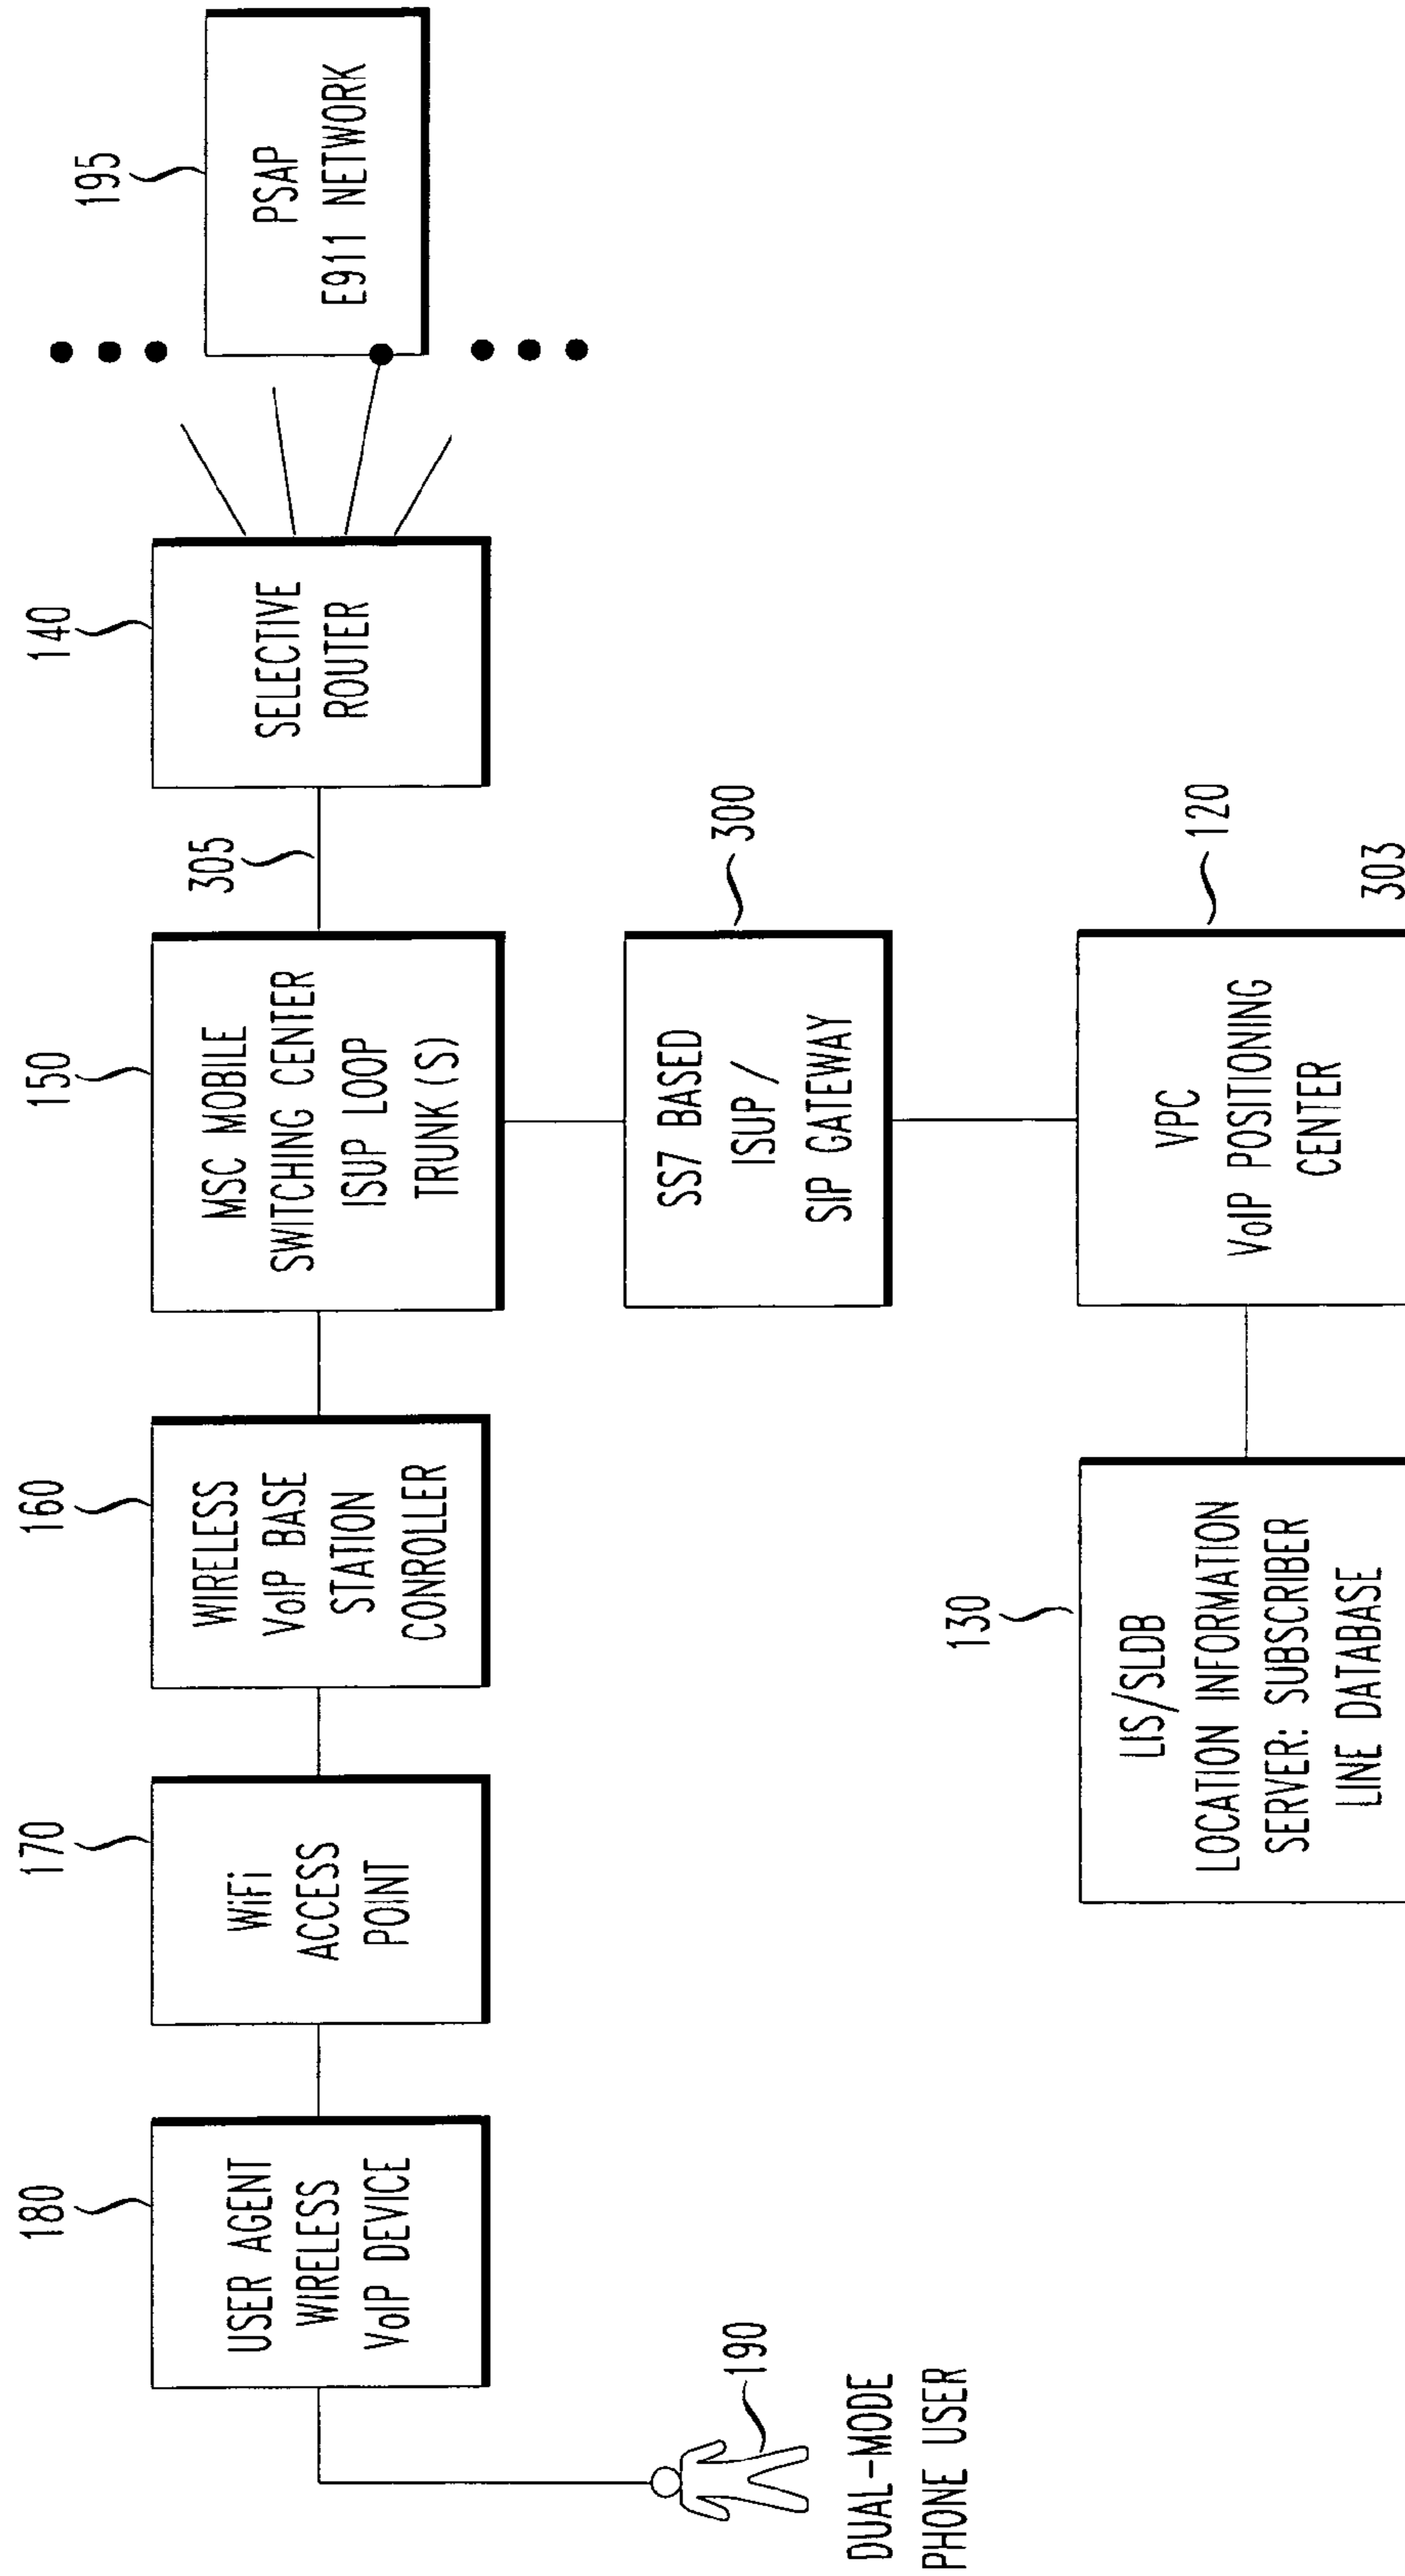 190
DUAL-MODE
PHONE USER
180
USER AGENT
WIRELESS
VoIP DEVICE
170
WiFi
ACCESS
POINT
160
WIRELESS
VoIP BASE
STATION
CONROLLER
150
MSC MOBILE
SWITCHING CENTER
ISUP LOOP
TRUNK(S)
305
140
SELECTIVE
ROUTER
195
PSAP
E911 NETWORK
300
SS7 BASED
ISUP /
SIP GATEWAY
130
LIS/SLDB
LOCATION INFORMATION
SERVER: SUBSCRIBER
LINE DATABASE
120
VPC
VoIP POSITIONING
CENTER
303